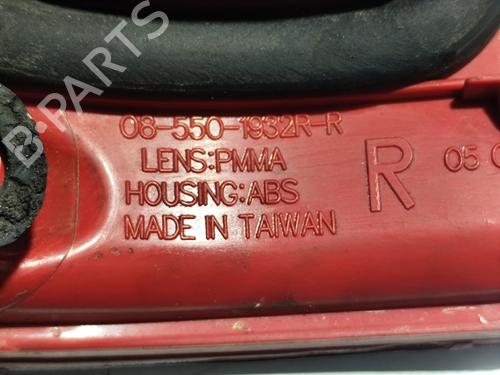 08-550-1932R-R
LENS:PMMA
HOUSING:ABS
MADE IN TAIWAN
R
05
B-PARTS